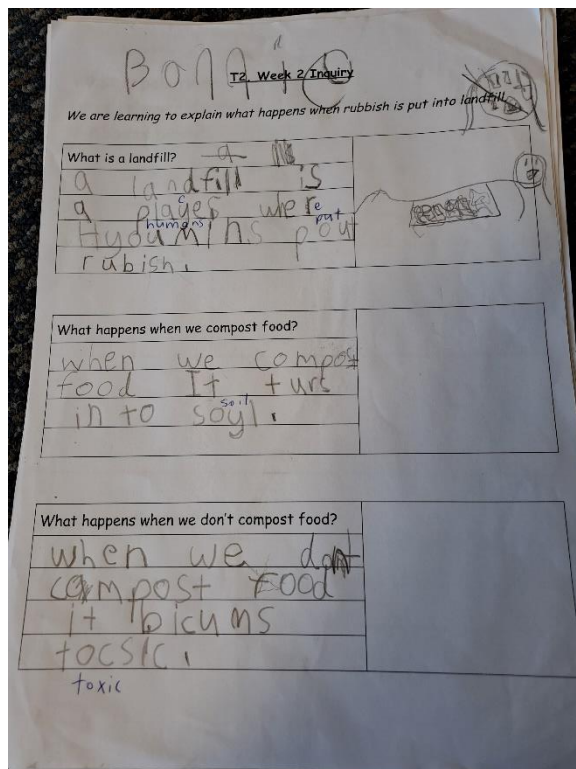 T2 Week 2 Inquiry
We are learning to explain what happens when rubbish is put into landfill.
What is a landfill? a
a landfill is
a plages were
c
humans put
Hyoumins pout
rubish.
What happens when we compost food?
when we compost
food It turs
soil
in to soyl.
What happens when we don't compost food?
when we dont
compost Food
it bicums
tocsic.
toxic